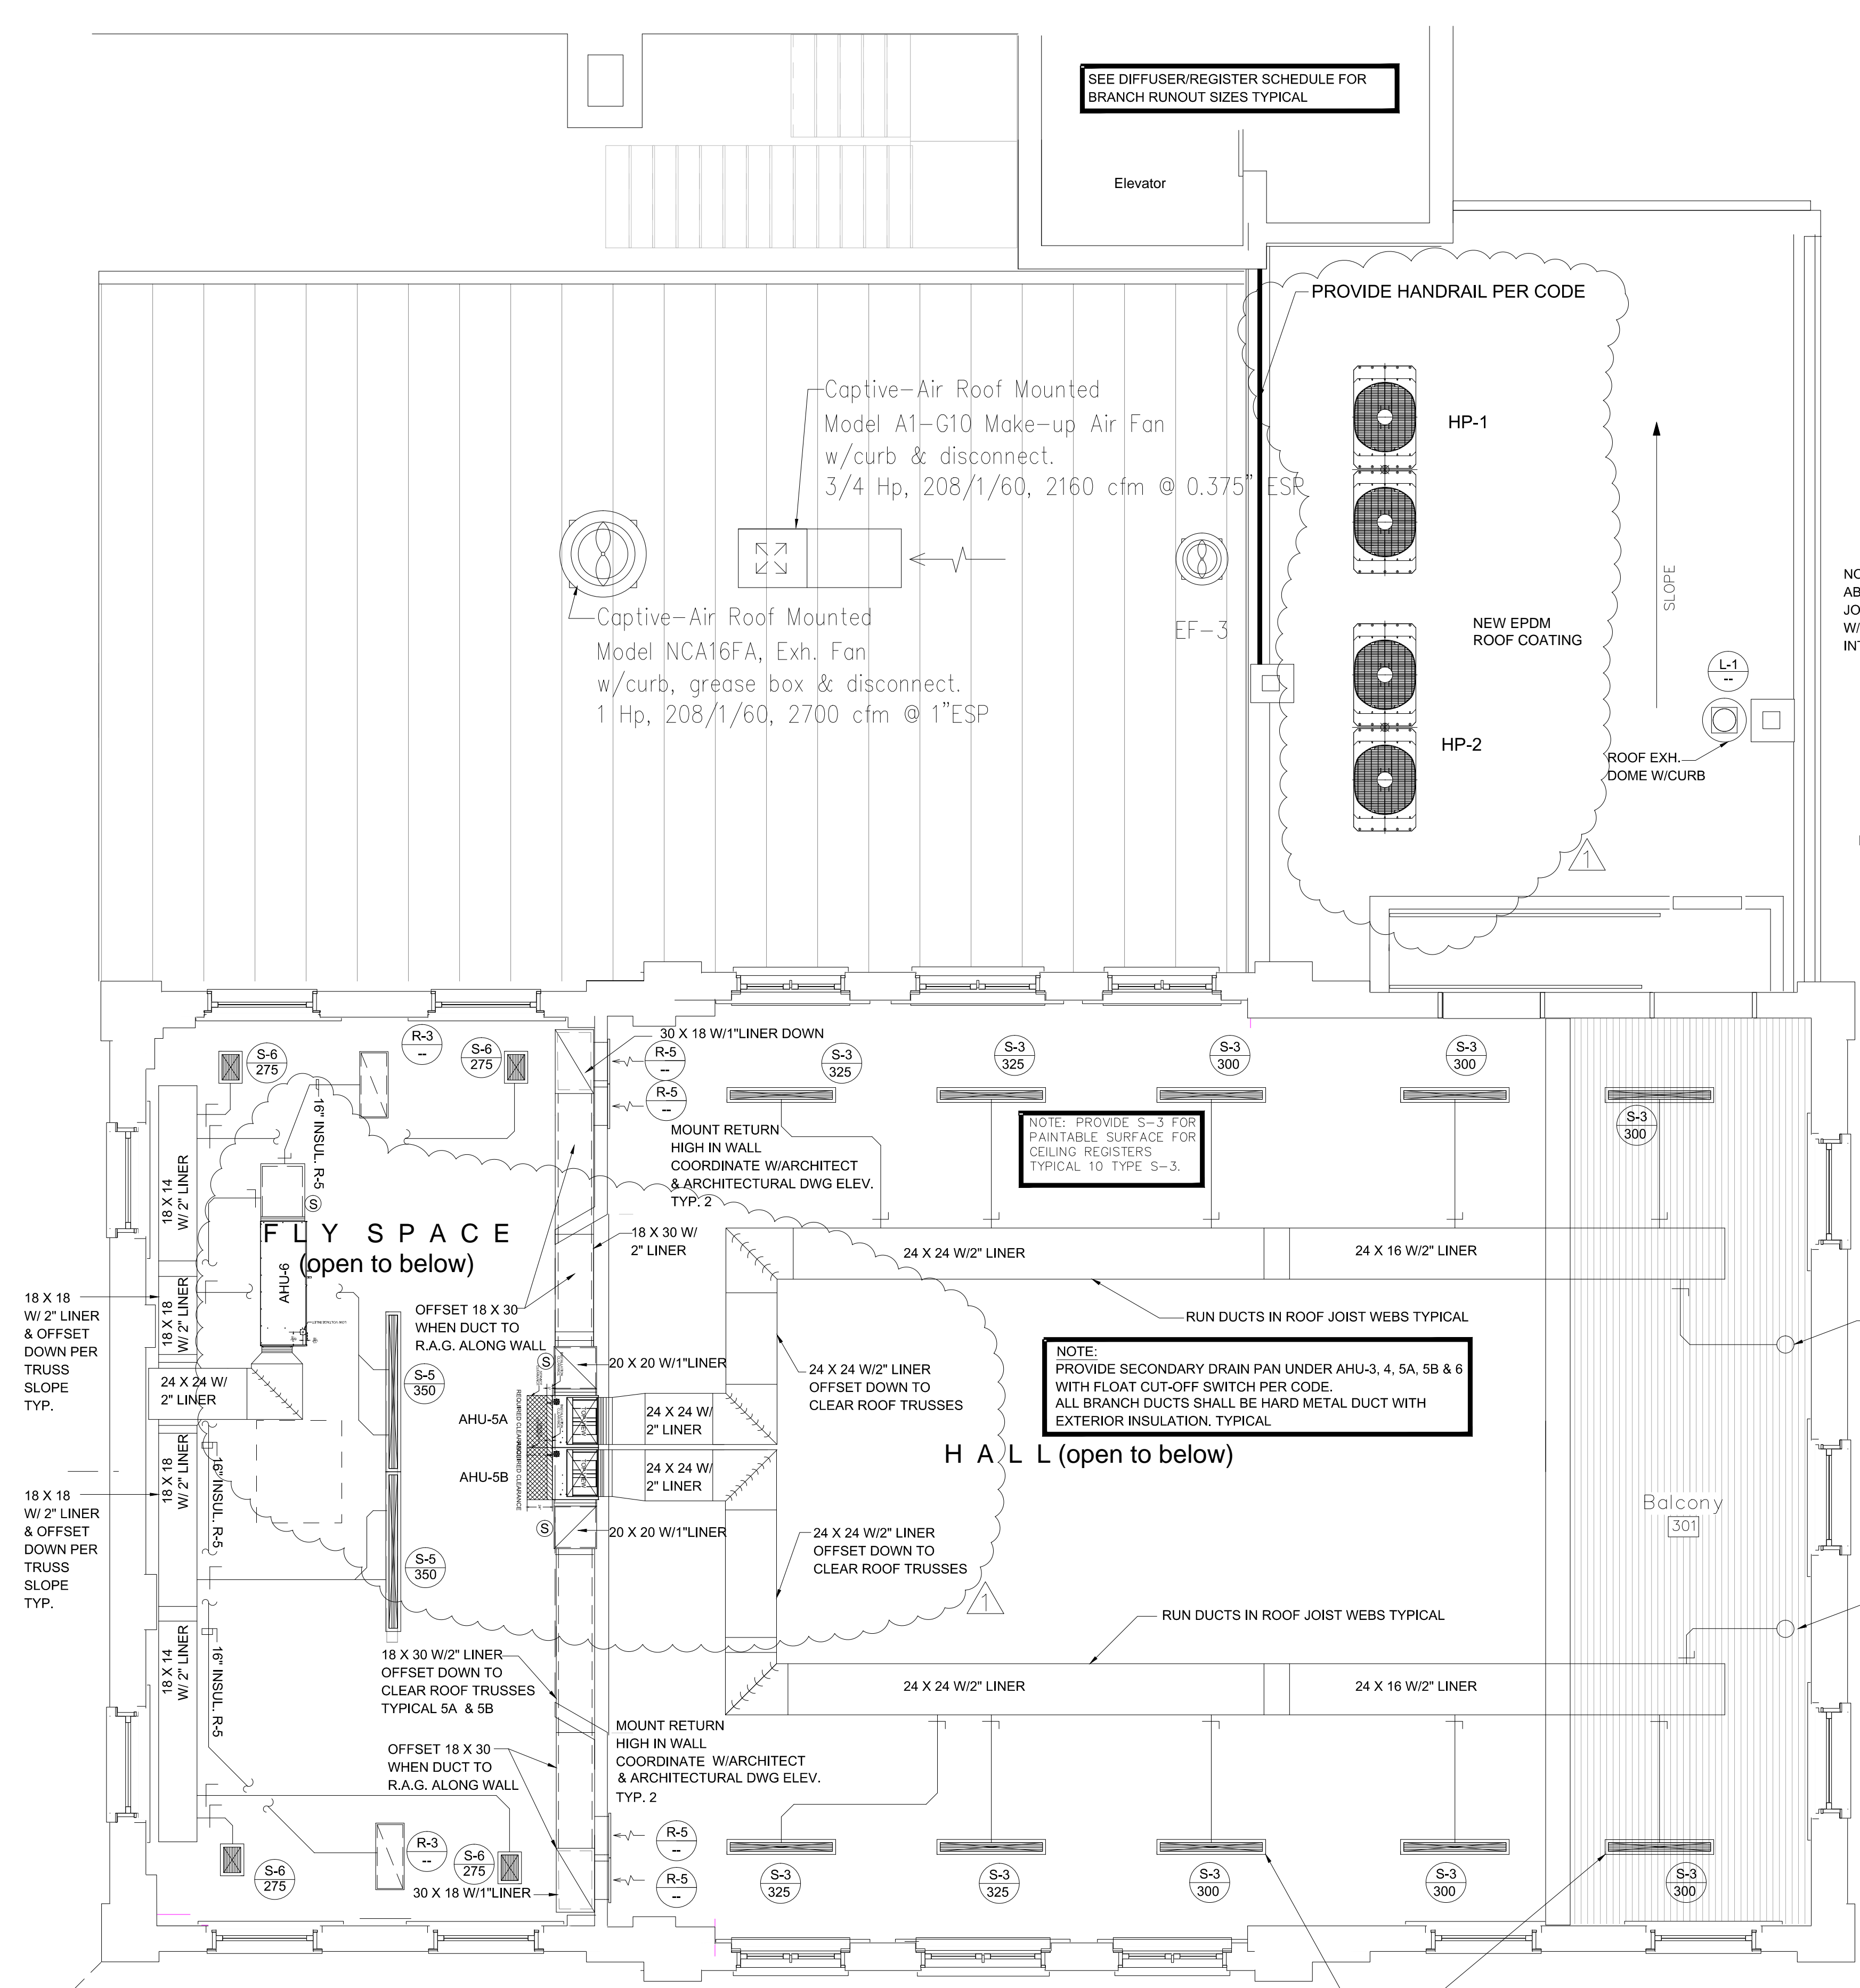 SEE DIFFUSER/REGISTER SCHEDULE FOR
BRANCH RUNOUT SIZES TYPICAL
Elevator
PROVIDE HANDRAIL PER CODE
Captive-Air Roof Mounted
Model A1-G10 Make-up Air Fan
w/curb & disconnect.
3/4 Hp, 208/1/60, 2160 cfm @ 0.375" ESP
HP-1
SLOPE
Captive-Air Roof Mounted
Model NCA16FA, Exh. Fan
w/curb, grease box & disconnect.
1 Hp, 208/1/60, 2700 cfm @ 1"ESP
EF-3
NEW EPDM
ROOF COATING
L-1
--
HP-2
ROOF EXH.
DOME W/CURB
1
R-3
--
S-6
275
S-6
275
30 X 18 W/1"LINER DOWN
R-5
--
R-5
--
S-3
325
S-3
325
S-3
300
S-3
300
S-3
300
16" INSUL. R-5
MOUNT RETURN
HIGH IN WALL
COORDINATE W/ARCHITECT
& ARCHITECTURAL DWG ELEV.
TYP. 2
NOTE: PROVIDE S-3 FOR
PAINTABLE SURFACE FOR
CEILING REGISTERS
TYPICAL 10 TYPE S-3.
18 X 14
W/ 2" LINER
S
FLY SPACE
(open to below)
AHU-6
18 X 30 W/
2" LINER
24 X 24 W/2" LINER
24 X 16 W/2" LINER
18 X 18
W/ 2" LINER
& OFFSET
DOWN PER
TRUSS
SLOPE
TYP.
18 X 18
W/ 2" LINER
OFFSET 18 X 30
WHEN DUCT TO
R.A.G. ALONG WALL
RUN DUCTS IN ROOF JOIST WEBS TYPICAL
24 X 24 W/
2" LINER
S-5
350
S
20 X 20 W/1"LINER
24 X 24 W/2" LINER
OFFSET DOWN TO
CLEAR ROOF TRUSSES
NOTE:
PROVIDE SECONDARY DRAIN PAN UNDER AHU-3, 4, 5A, 5B & 6
WITH FLOAT CUT-OFF SWITCH PER CODE.
ALL BRANCH DUCTS SHALL BE HARD METAL DUCT WITH
EXTERIOR INSULATION. TYPICAL
AHU-5A
24 X 24 W/
2" LINER
HALL (open to below)
AHU-5B
24 X 24 W/
2" LINER
18 X 18
W/ 2" LINER
& OFFSET
DOWN PER
TRUSS
SLOPE
TYP.
18 X 18
W/ 2" LINER
16" INSUL. R-5
S
20 X 20 W/1"LINER
S-5
350
24 X 24 W/2" LINER
OFFSET DOWN TO
CLEAR ROOF TRUSSES
1
Balcony
301
RUN DUCTS IN ROOF JOIST WEBS TYPICAL
18 X 14
W/ 2" LINER
16" INSUL. R-5
18 X 30 W/2" LINER
OFFSET DOWN TO
CLEAR ROOF TRUSSES
TYPICAL 5A & 5B
24 X 24 W/2" LINER
24 X 16 W/2" LINER
OFFSET 18 X 30
WHEN DUCT TO
R.A.G. ALONG WALL
MOUNT RETURN
HIGH IN WALL
COORDINATE W/ARCHITECT
& ARCHITECTURAL DWG ELEV.
TYP. 2
S-6
275
R-3
--
S-6
275
30 X 18 W/1"LINER
R-5
--
R-5
--
S-3
325
S-3
325
S-3
300
S-3
300
S-3
300